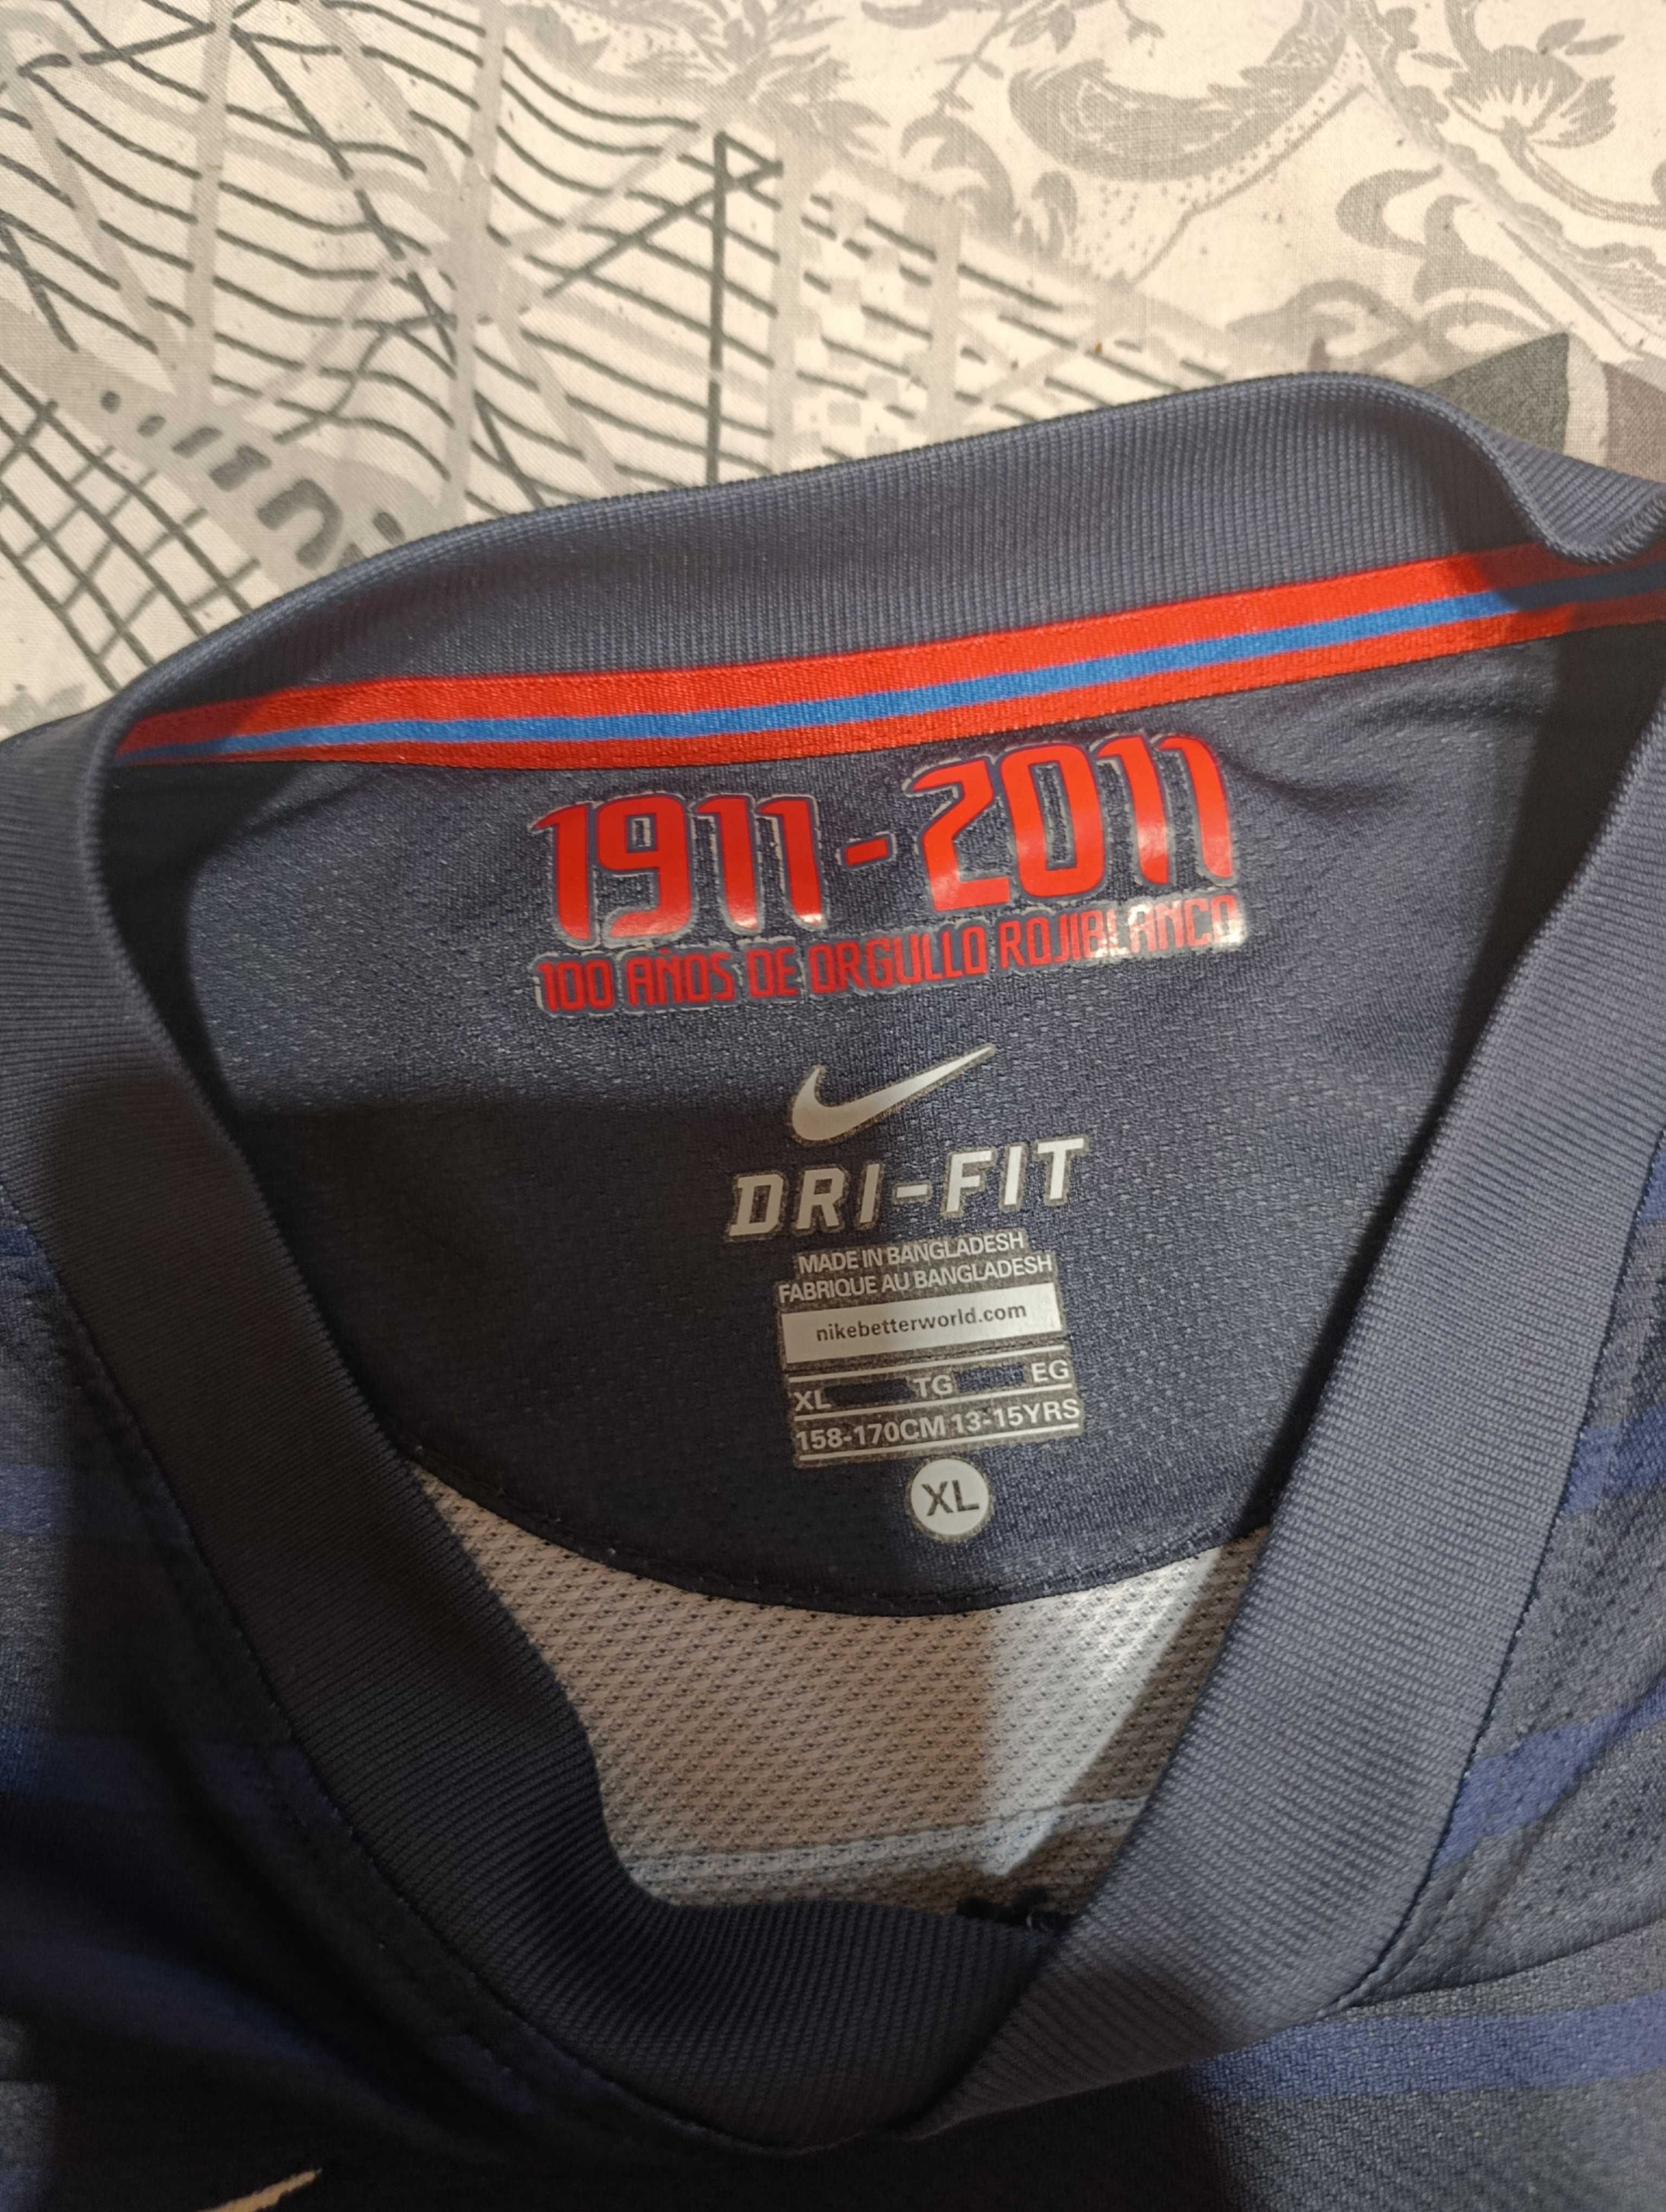 1911-2011
100 AÑOS DE ORGULLO ROJIBLANCO
DRI-FIT
MADE IN BANGLADESH
FABRIQUE AU BANGLADESH
nikebetterworld.com
XL TG EG
158-170CM 13-15YRS
XL